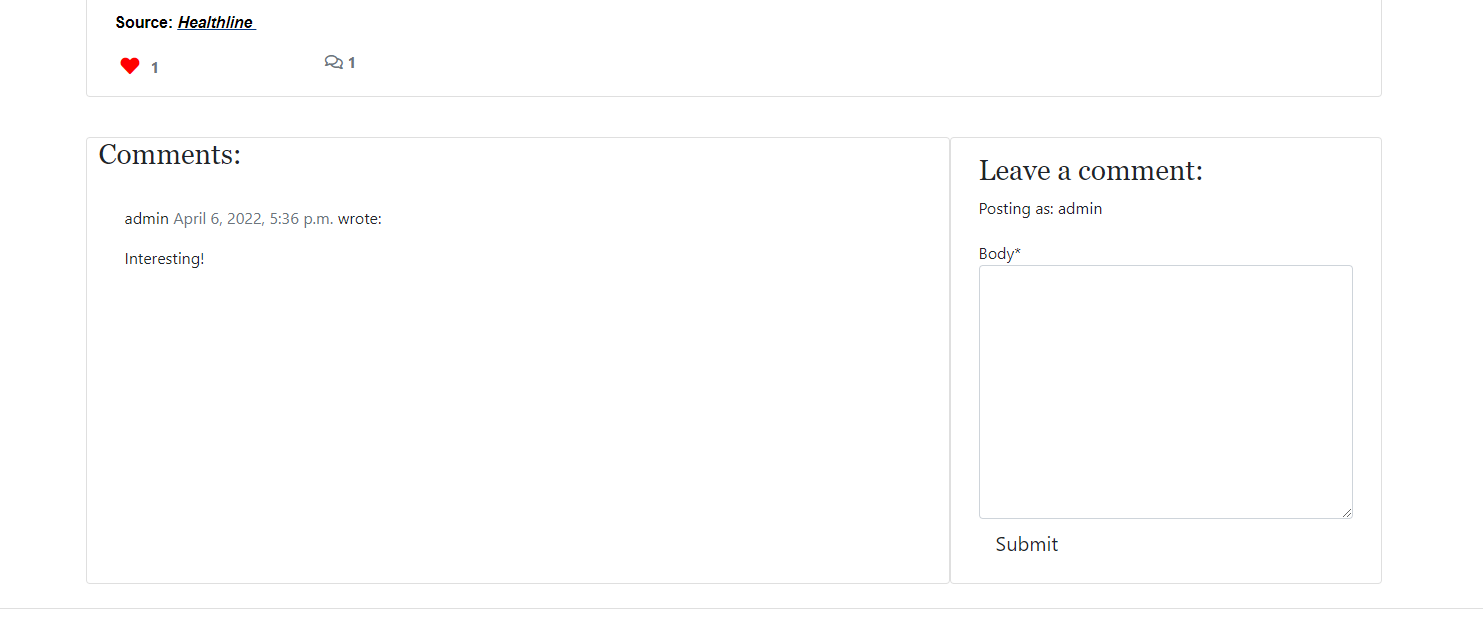 Source: Healthline
1 1
Comments:
admin April 6, 2022, 5:36 p.m. wrote:
Interesting!
Leave a comment:
Posting as: admin
Body*
Submit